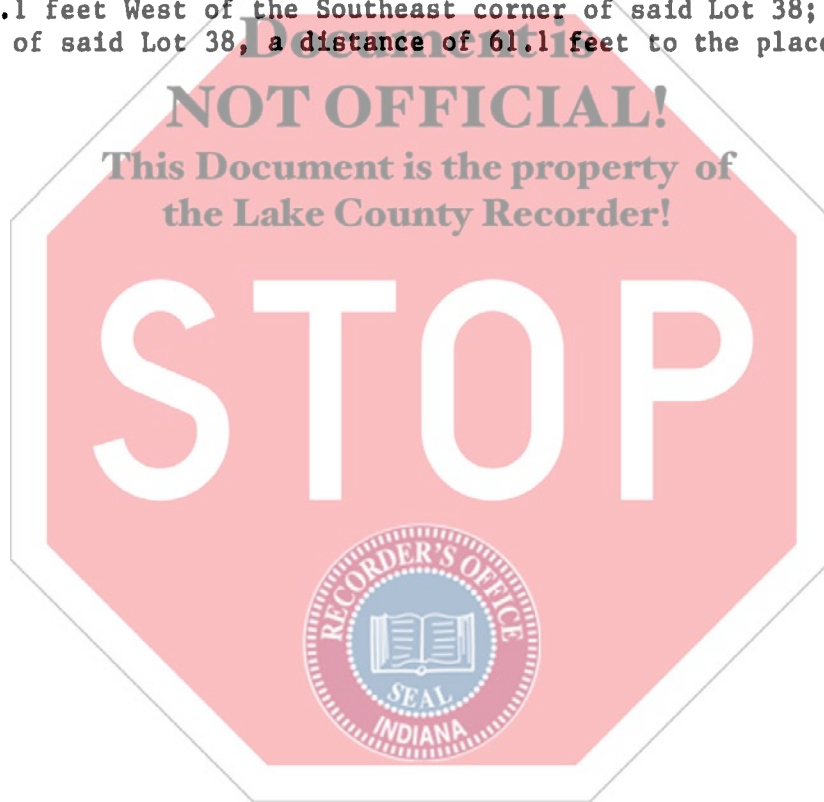 .1 feet West of the Southeast corner of said Lot 38;
of said Lot 38, a distance of 61.1 feet to the place
Document is
NOT OFFICIAL!
This Document is the property of
the Lake County Recorder!
STOP
RECORDER'S OFFICE
SEAL
INDIANA